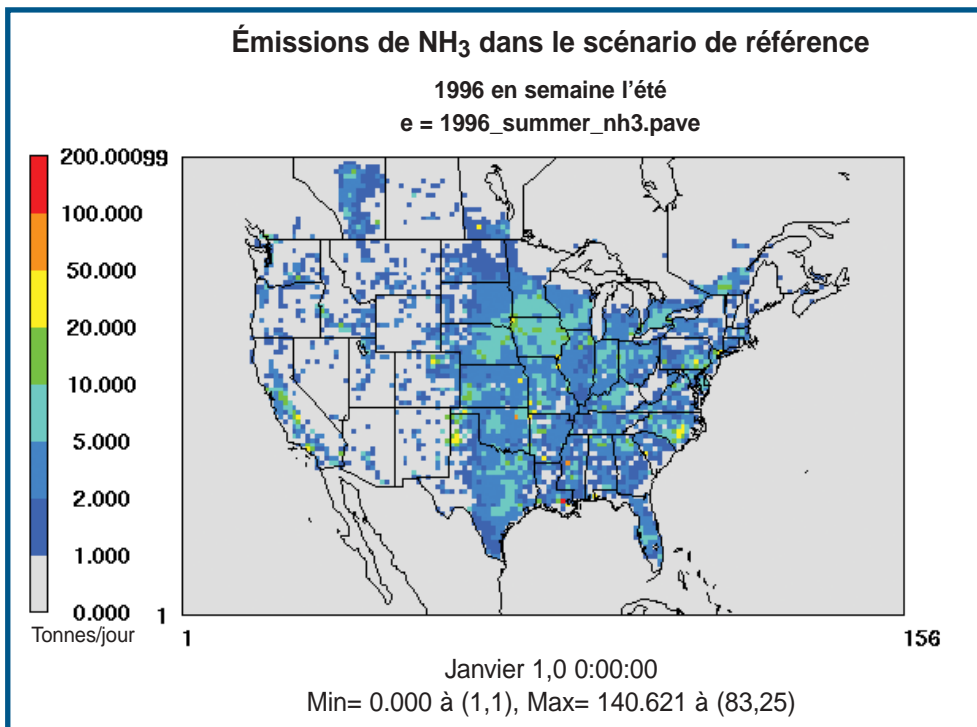 Émissions de NH3 dans le scénario de référence
1996 en semaine l'été
e = 1996_summer_nh3.pave
200.000
100.000
50.000
20.000
10.000
5.000
2.000
1.000
0.000
Tonnes/jour
99
1
1
156
Janvier 1,0 0:00:00
Min= 0.000 à (1,1), Max= 140.621 à (83,25)